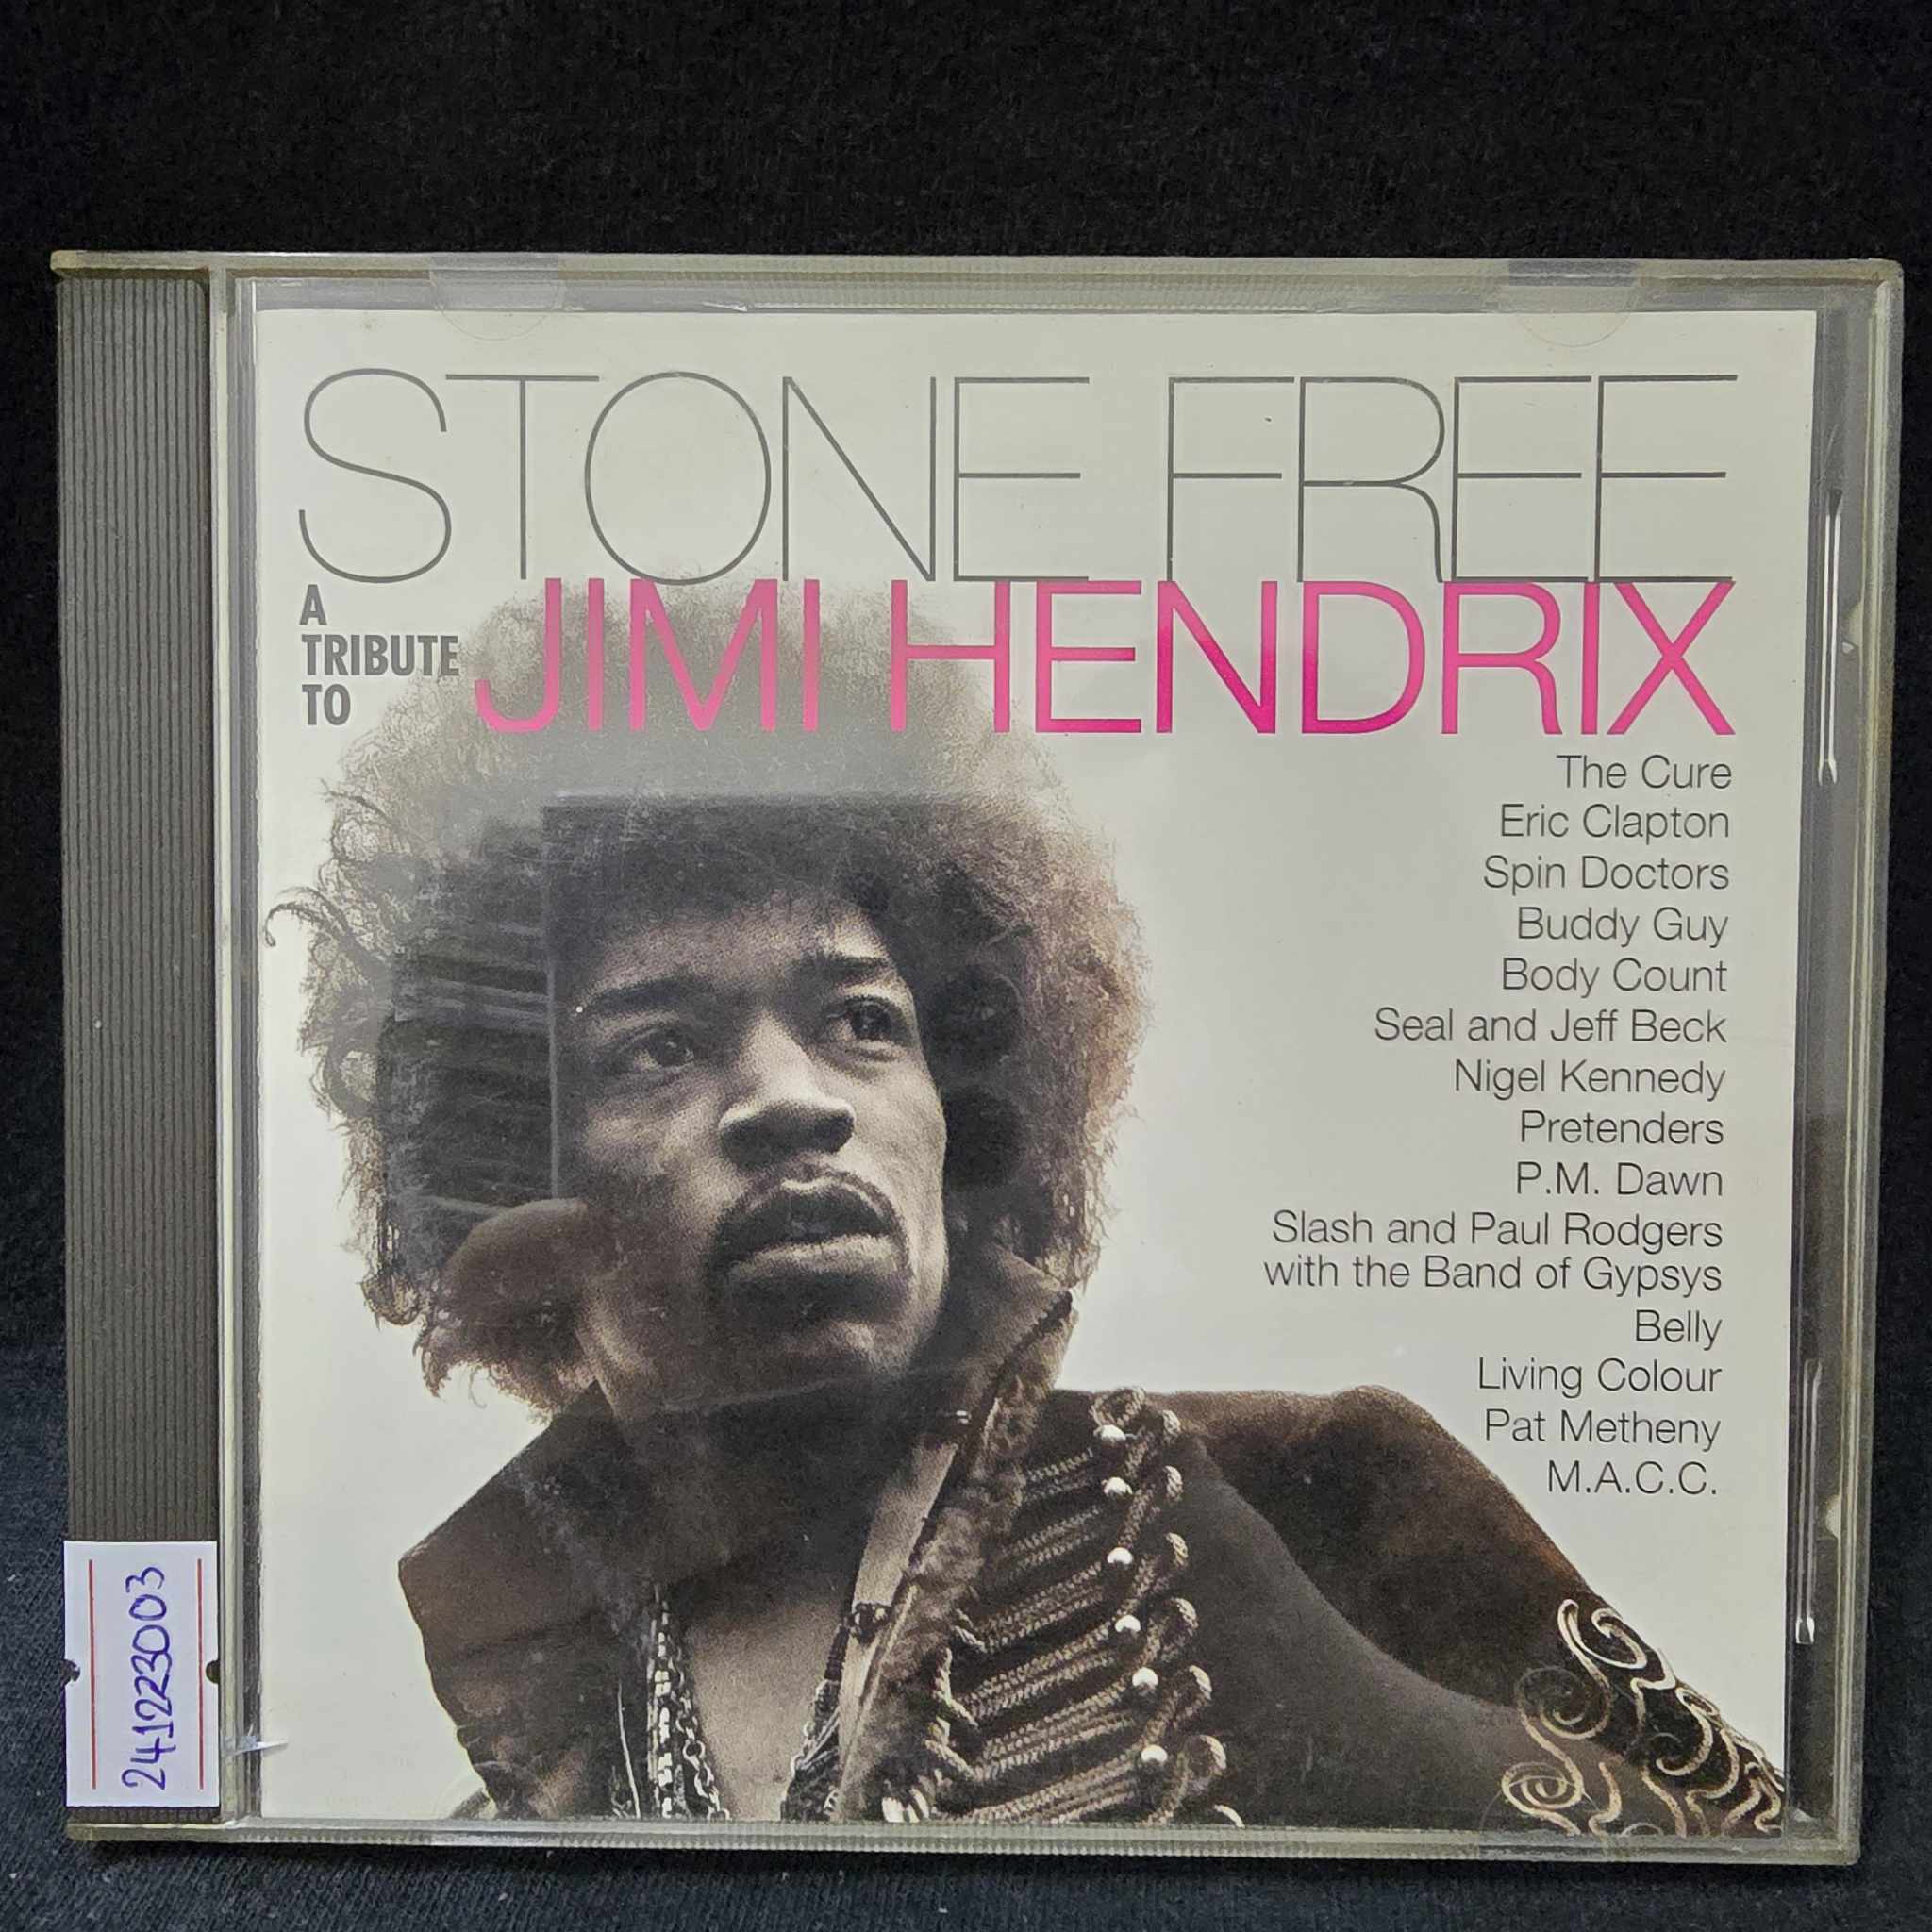 STONE FREE
A
TRIBUTE
TO
JIMI HENDRIX
The Cure
Eric Clapton
Spin Doctors
Buddy Guy
Body Count
Seal and Jeff Beck
Nigel Kennedy
Pretenders
P.M. Dawn
Slash and Paul Rodgers
with the Band of Gypsys
Belly
Living Colour
Pat Metheny
M.A.C.C.
241223003